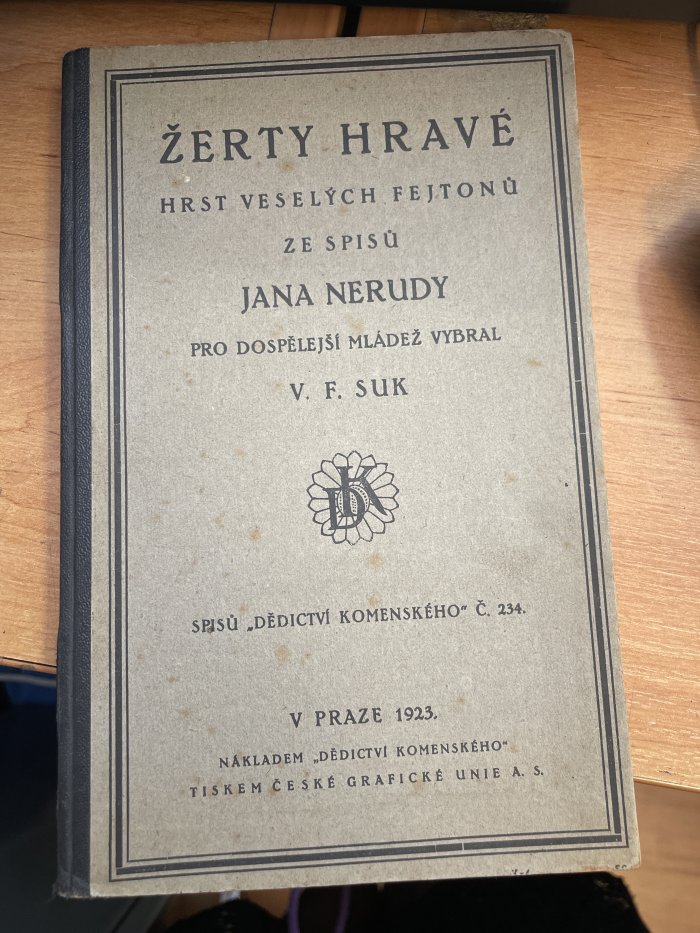 ŽERTY HRAVÉ
HRST VESELÝCH FEJTONŮ
ZE SPISŮ
JANA NERUDY
PRO DOSPĚLEJŠÍ MLÁDEŽ VYBRAL
V. F. SUK
DK
SPISŮ „DĚDICTVÍ KOMENSKÉHO“ Č. 234.
V PRAZE 1923.
NÁKLADEM „DĚDICTVÍ KOMENSKÉHO“
TISKEM ČESKÉ GRAFICKÉ UNIE A. S.